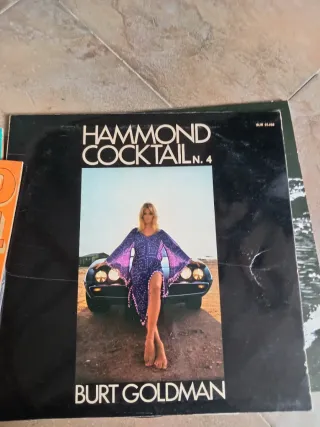 HAMMOND
COCKTAIL N. 4
BURT GOLDMAN